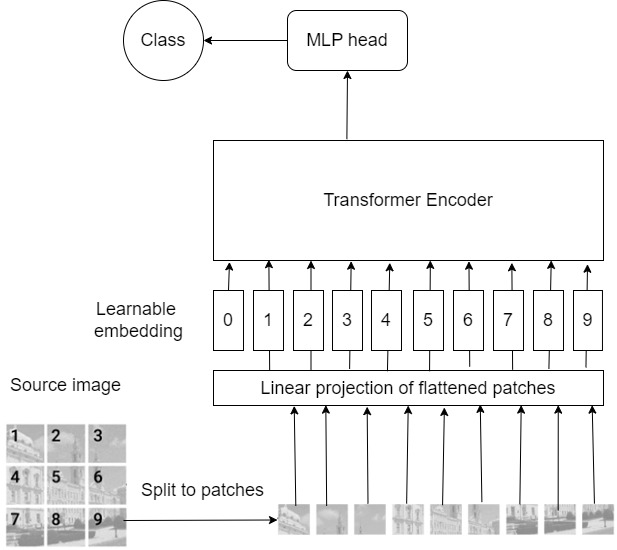 Class
MLP head
Transformer Encoder
Learnable
embedding
0 1 2 3 4 5 6 7 8 9
Linear projection of flattened patches
Source image
1 2 3
4 5 6
7 8 9
Split to patches